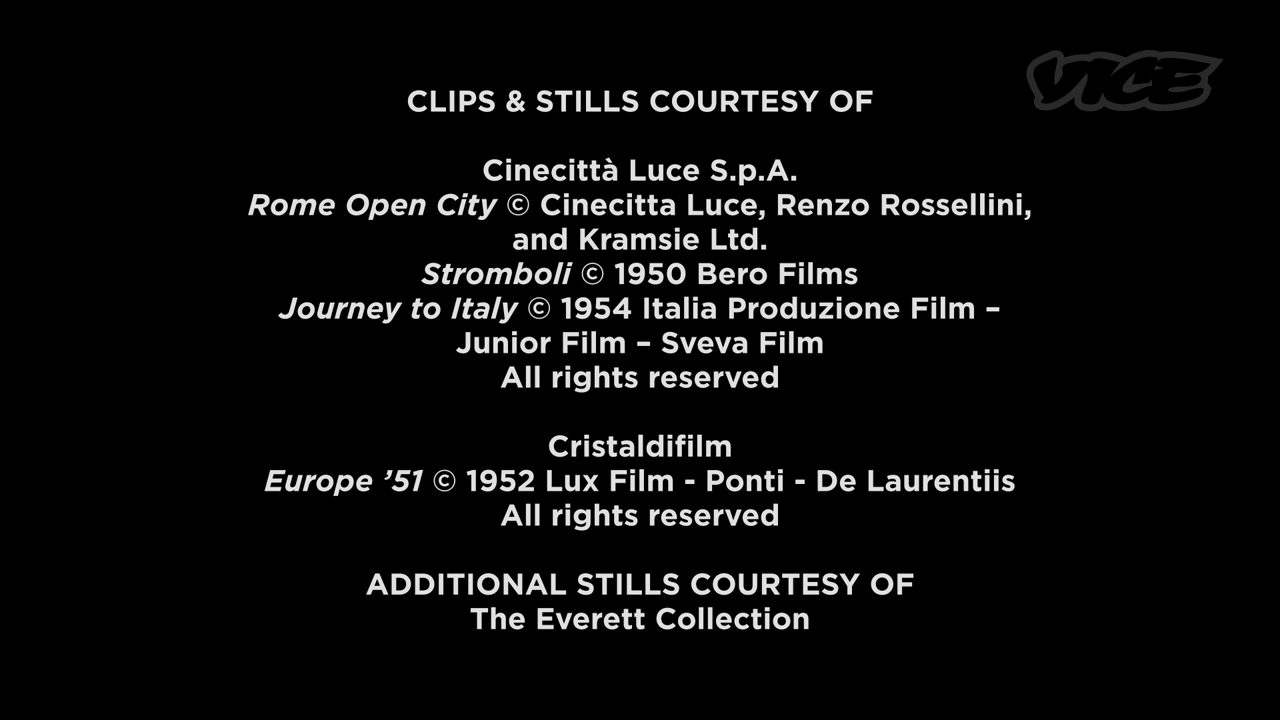 VICE
CLIPS & STILLS COURTESY OF
Cinecittà Luce S.p.A.
Rome Open City © Cinecitta Luce, Renzo Rossellini,
and Kramsie Ltd.
Stromboli © 1950 Bero Films
Journey to Italy © 1954 Italia Produzione Film –
Junior Film – Sveva Film
All rights reserved
Cristaldifilm
Europe ’51 © 1952 Lux Film - Ponti - De Laurentiis
All rights reserved
ADDITIONAL STILLS COURTESY OF
The Everett Collection